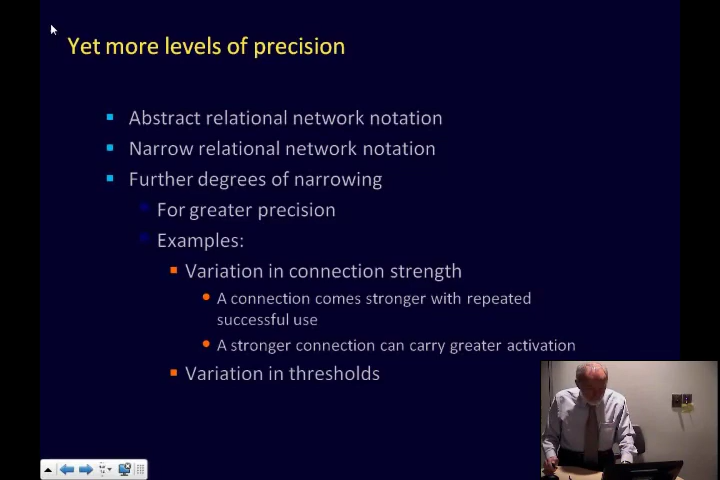 Yet more levels of precision
Abstract relational network notation
Narrow relational network notation
Further degrees of narrowing
For greater precision
Examples:
Variation in connection strength
A connection comes stronger with repeated
successful use
A stronger connection can carry greater activation
Variation in thresholds